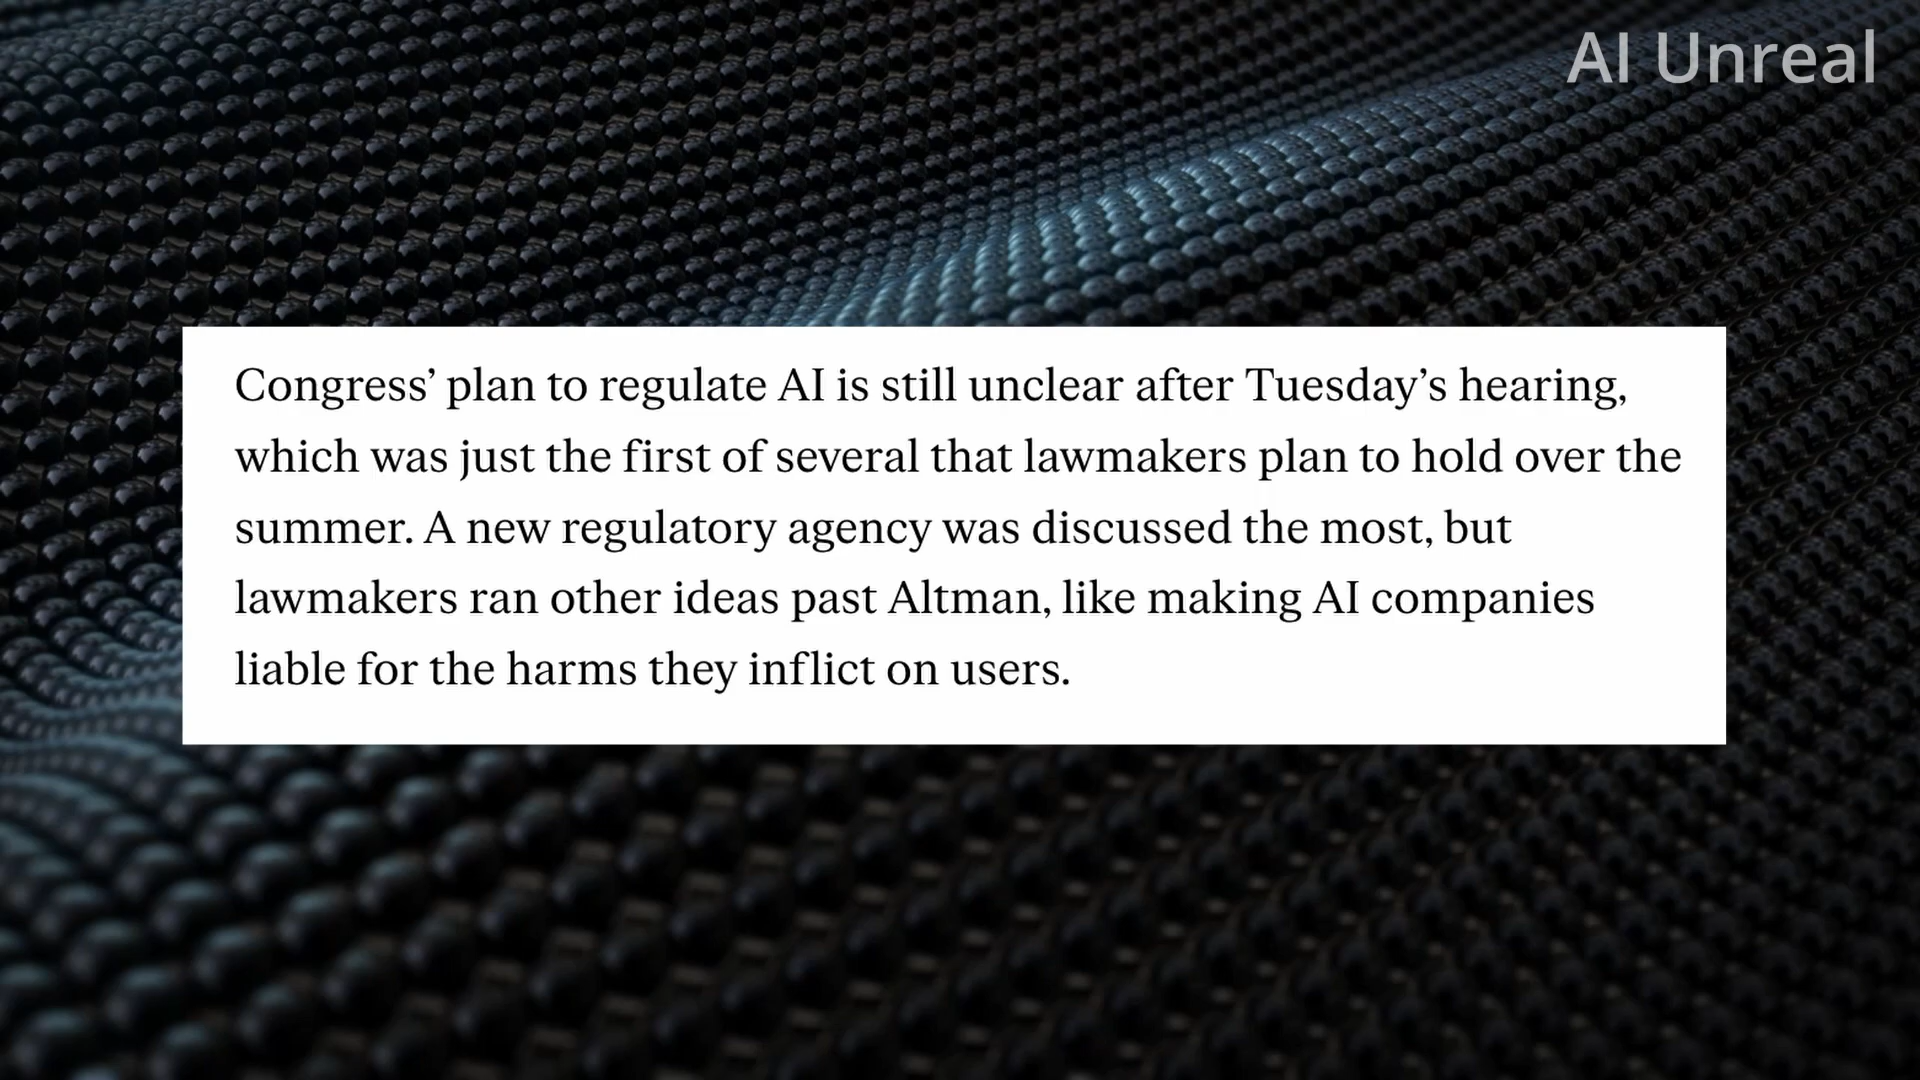 AI Unreal
Congress’ plan to regulate AI is still unclear after Tuesday’s hearing,
which was just the first of several that lawmakers plan to hold over the
summer. A new regulatory agency was discussed the most, but
lawmakers ran other ideas past Altman, like making AI companies
liable for the harms they inflict on users.